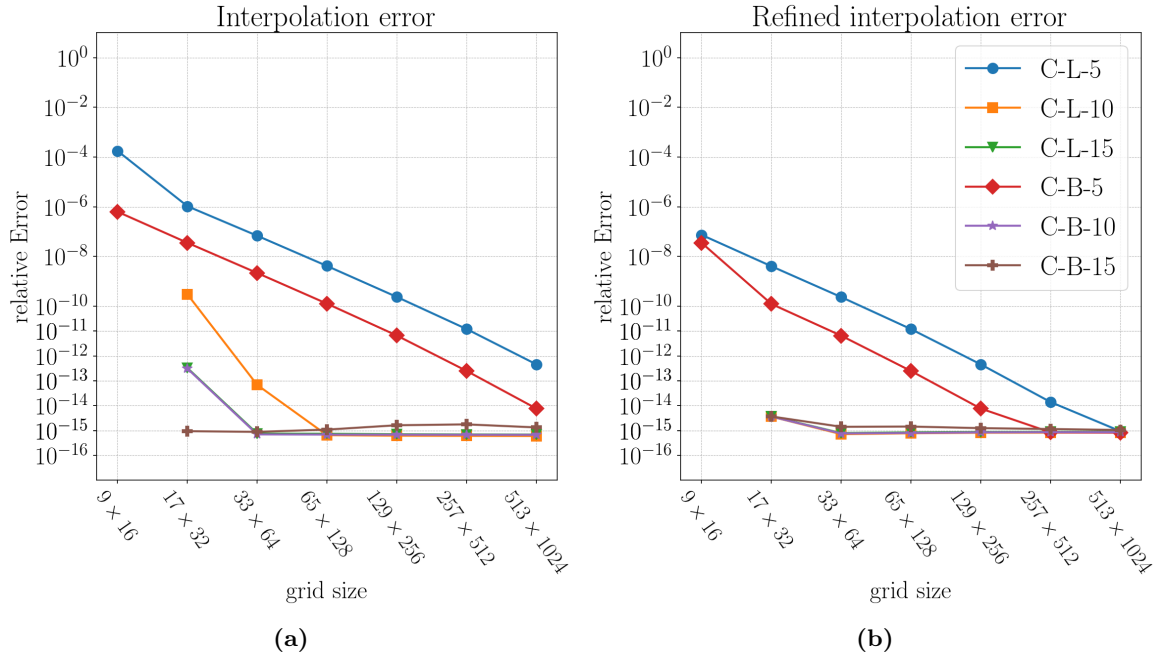 Interpolation error
relative Error
10^0
10^-2
10^-4
10^-6
10^-8
10^-10
10^-11
10^-12
10^-13
10^-14
10^-15
10^-16
9 × 16
17 × 32
33 × 64
65 × 128
129 × 256
257 × 512
513 × 1024
grid size
(a)
Refined interpolation error
relative Error
10^0
10^-2
10^-4
10^-6
10^-8
10^-10
10^-11
10^-12
10^-13
10^-14
10^-15
10^-16
C-L-5
C-L-10
C-L-15
C-B-5
C-B-10
C-B-15
9 × 16
17 × 32
33 × 64
65 × 128
129 × 256
257 × 512
513 × 1024
grid size
(b)